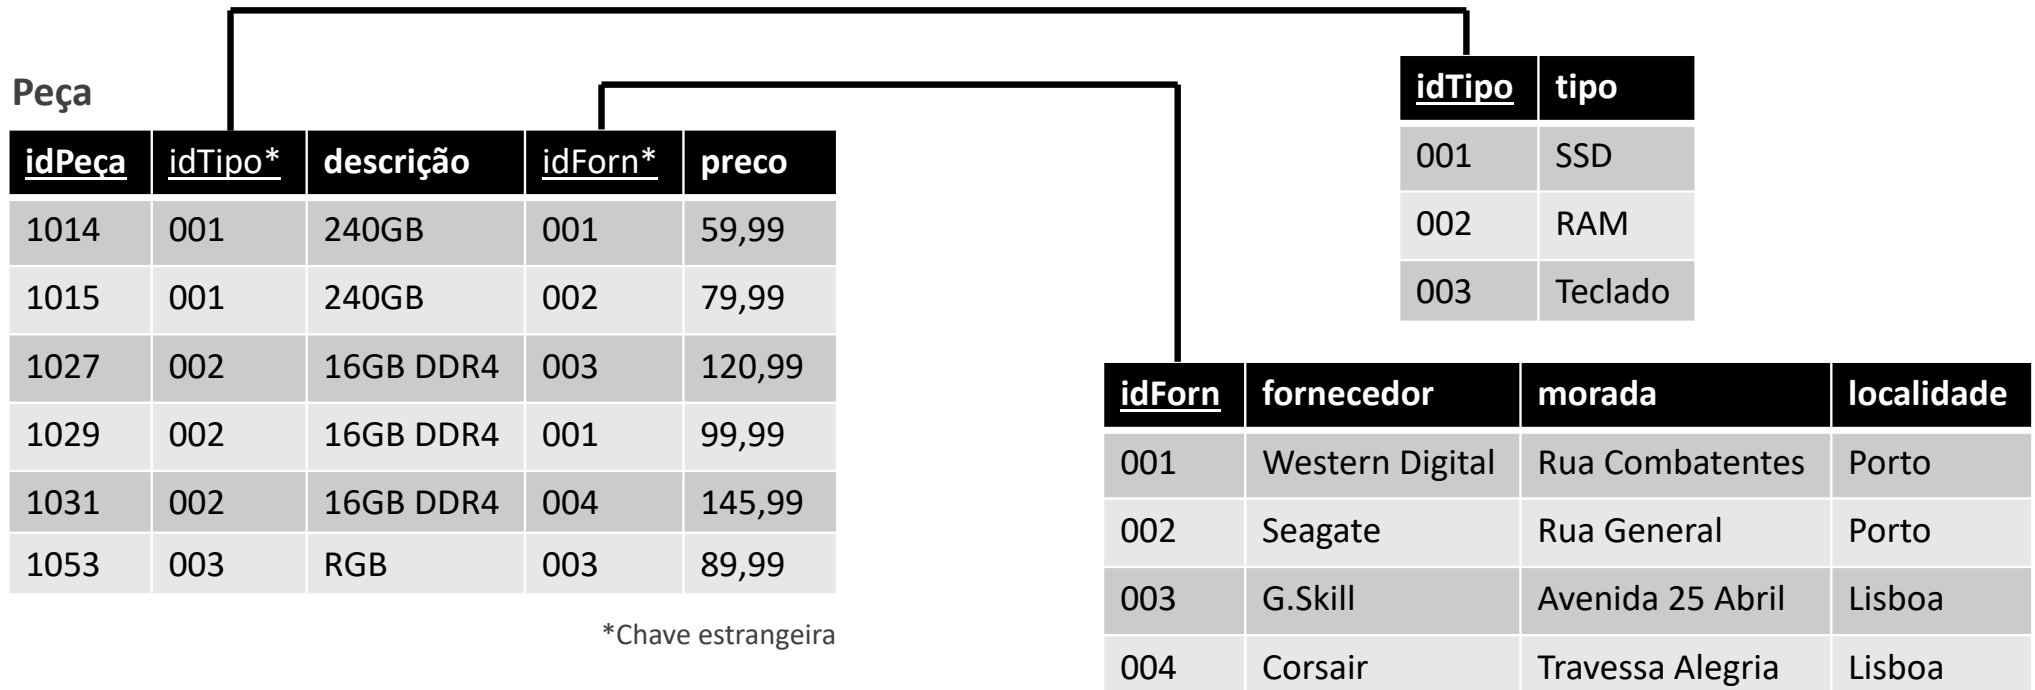 Peça
idPeça idTipo* descrição idForn* preco
1014 001 240GB 001 59,99
1015 001 240GB 002 79,99
1027 002 16GB DDR4 003 120,99
1029 002 16GB DDR4 001 99,99
1031 002 16GB DDR4 004 145,99
1053 003 RGB 003 89,99
*Chave estrangeira
idTipo tipo
001 SSD
002 RAM
003 Teclado
idForn fornecedor morada localidade
001 Western Digital Rua Combatentes Porto
002 Seagate Rua General Porto
003 G.Skill Avenida 25 Abril Lisboa
004 Corsair Travessa Alegria Lisboa